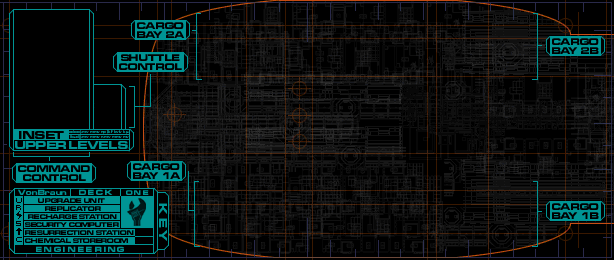 CARGO
BAY 2A
SHUTTLE
CONTROL
CARGO
BAY 2B
INSET
UPPER LEVELS
COMMAND
CONTROL
CARGO
BAY 1A
CARGO
BAY 1B
VonBraun DECK ONE
U UPGRADE UNIT
R REPLICATOR
RECHARGE STATION
S SECURITY COMPUTER
RESURRECTION STATION
C CHEMICAL STOREROOM
ENGINEERING
KEY